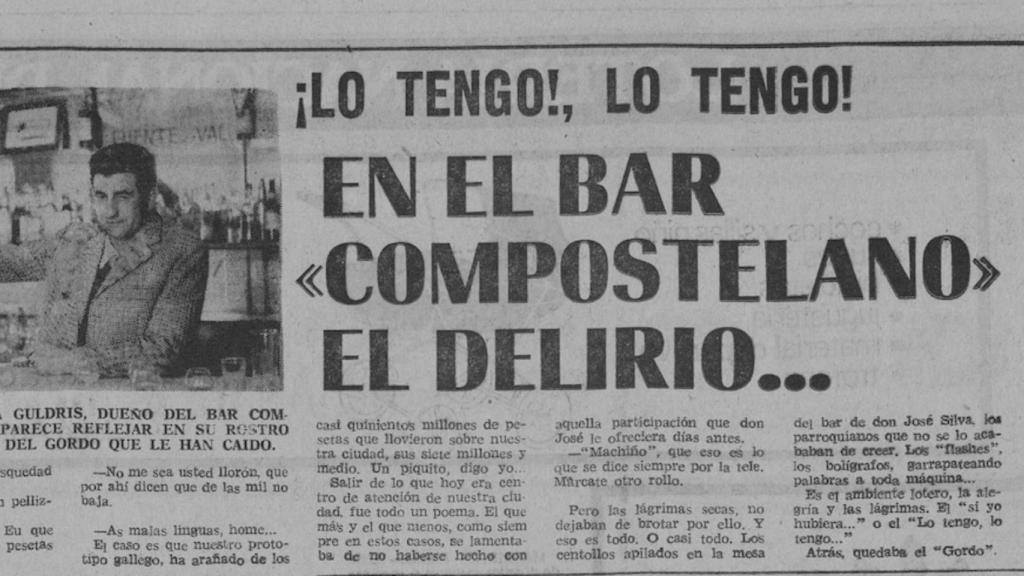 ¡LO TENGO!, LO TENGO!
EN EL BAR
«COMPOSTELANO»
EL DELIRIO...
FUENTE VAL
GULDRIS, DUEÑO DEL BAR COM-
PARECE REFLEJAR EN SU ROSTRO
DEL GORDO QUE LE HAN CAIDO.
squedad
pelliz-
Eu que
pesetas
—No me sea usted llorón, que
por ahí dicen que de las mil no
baja.
—As malas linguas, home...
El caso es que nuestro proto-
tipo gallego, ha arañado de los
casi quinientos millones de pe-
setas que llovieron sobre nues-
tra ciudad, sus siete millones y
medio. Un piquito, digo yo...
Salir de lo que hoy era cen-
tro de atención de nuestra ciu-
dad, fue todo un poema. El que
más y el que menos, como siem
pre en estos casos, se lamenta-
ba de no haberse hecho con
aquella participación que don
José le ofreciera días antes.
—"Machiño", que eso es lo
que se dice siempre por la tele.
Márcate otro rollo.
Pero las lágrimas secas, no
dejaban de brotar por ello. Y
eso es todo. O casi todo. Los
centollos apilados en la mesa
del bar de don José Silva, los
parroquianos que no se lo aca-
baban de creer. Los "flashes",
los bolígrafos, garrapateando
palabras a toda máquina...
Es el ambiente lotero, la ale-
gría y las lágrimas. El "si yo
hubiera..." o el "Lo tengo, lo
tengo..."
Atrás, quedaba el "Gordo".